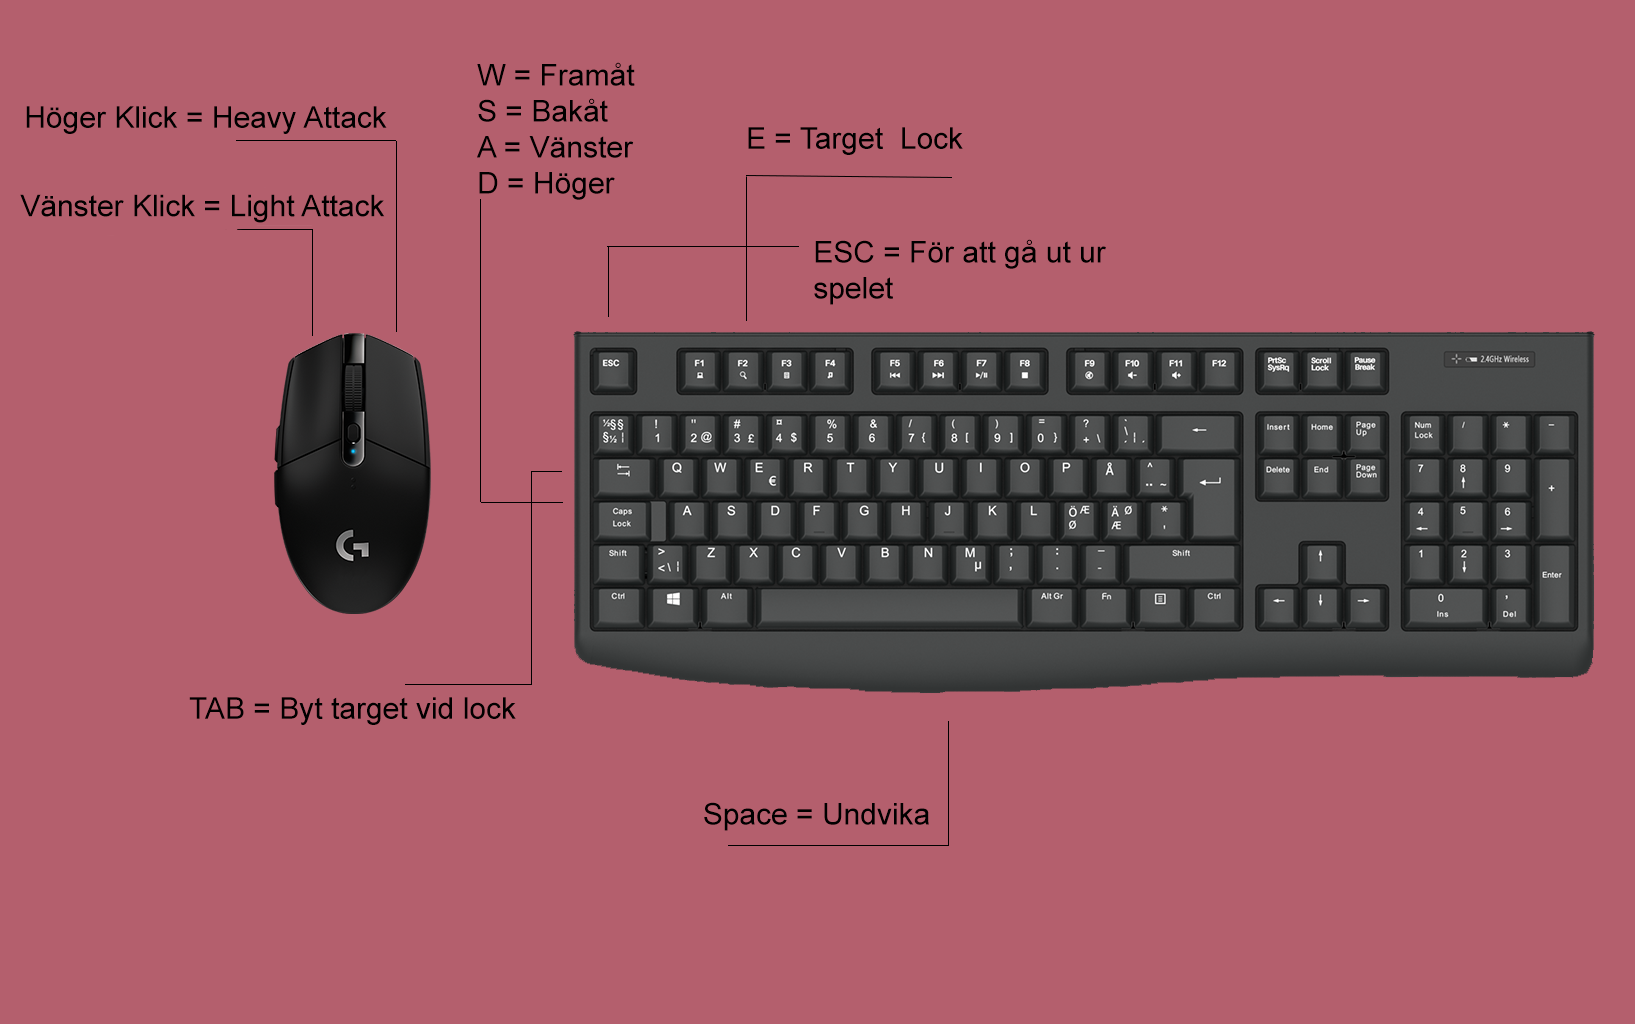 W = Framåt
S = Bakåt
A = Vänster
D = Höger
Höger Klick = Heavy Attack
E = Target  Lock
Vänster Klick = Light Attack
ESC = För att gå ut ur
spelet
ESC F1 F2 F3 F4 F5 F6 F7 F8 F9 F10 F11 F12 PrtSc SysRq Scroll Lock Pause Break
2.4GHz Wireless
½§§ ! " # ¤ % & / ( ) = ? `
§½ | 1 2 @ 3 £ 4 $ 5 6 7 { 8 [ 9 ] 0 } + \ \ | .
← Insert Home Page Up Num Lock / * −
Q W E € R T Y U I O P Å ^ ¨ ~ Delete End Page Down 7 8 9 +
Caps Lock A S D F G H J K L Ö Æ Ø Ä Ø Æ * ' 4 5 6
Shift > < \ | Z X C V B N M µ ; , : . − - Shift 1 2 3 Enter
Ctrl Alt Alt Gr Fn Ctrl 0 Ins , Del
G
TAB = Byt target vid lock
Space = Undvika